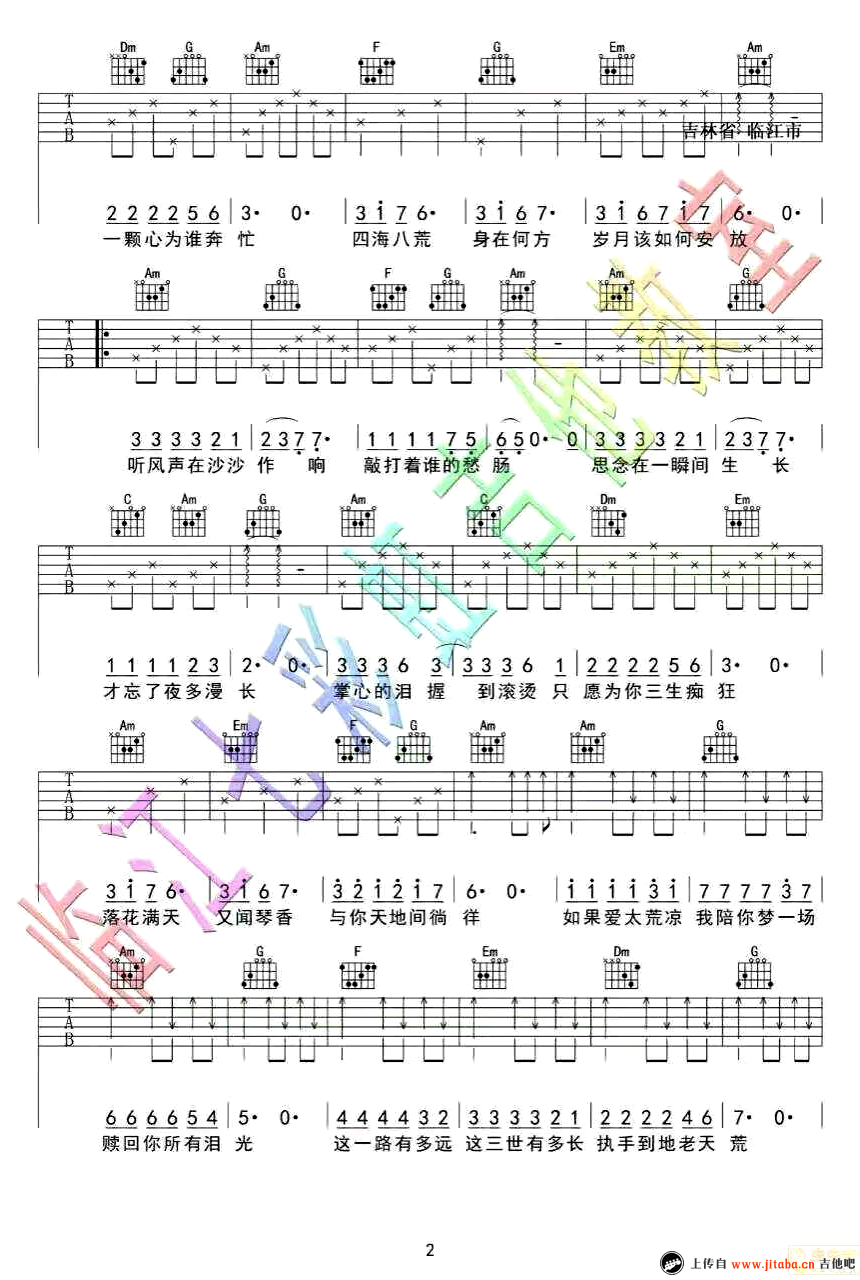 Dm G Am F G Em Am
T A B
吉林省 临江市
2 2 2 2 5 6 3· 0· 3 1 7 6 3 1 6 7· 3 1 6 7 1 7 6· 0·
一颗心为谁奔 忙 四海八荒 身在何方 岁月该如何安 放
Am G F G Am Am G
T A B
3 3 3 3 2 1 2 3 7 7· 1 1 1 1 7 5 6 5 0· 0 3 3 3 3 2 1 2 3 7 7·
听风声在沙沙 作 响 敲打着谁的愁 肠 思念在一瞬间 生 长
C Am G Am C Dm Em
T A B
1 1 1 1 2 3 2· 0· 3 3 3 6 3 3 3 3 6 1 2 2 2 2 5 6 3· 0·
才忘了夜多漫 长 掌心的泪 握 到滚烫 只 愿为你三生痴 狂
Am Em F G Am Am G
T A B
3 1 7 6· 3 1 6 7· 3 2 1 2 1 7 6· 0· 1 1 1 1 3 1 7 7 7 7 3 7
落花满天 又闻琴香 与你天地间徜 徉 如果爱太荒凉 我陪你梦一场
Am G F Em Dm G
T A B
6 6 6 6 5 4 5· 0· 4 4 4 4 3 2 3 3 3 3 2 1 2 2 2 2 4 6 7· 0·
赎回你所有泪 光 这一路有多远 这三世有多长 执手到地老天 荒
临江七彩虹吉他教室
2
上传自 www.jitaba.cn 吉他吧